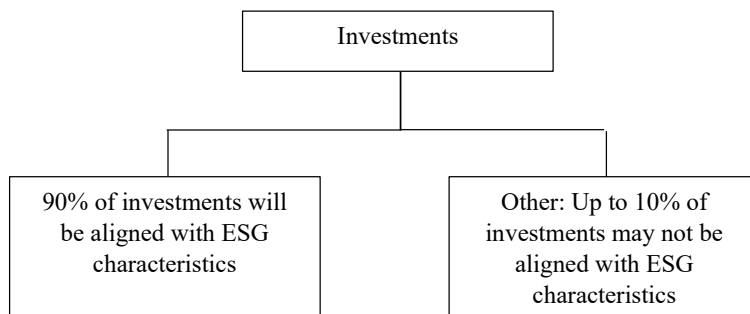 Investments
90% of investments will
be aligned with ESG
characteristics
Other: Up to 10% of
investments may not be
aligned with ESG
characteristics